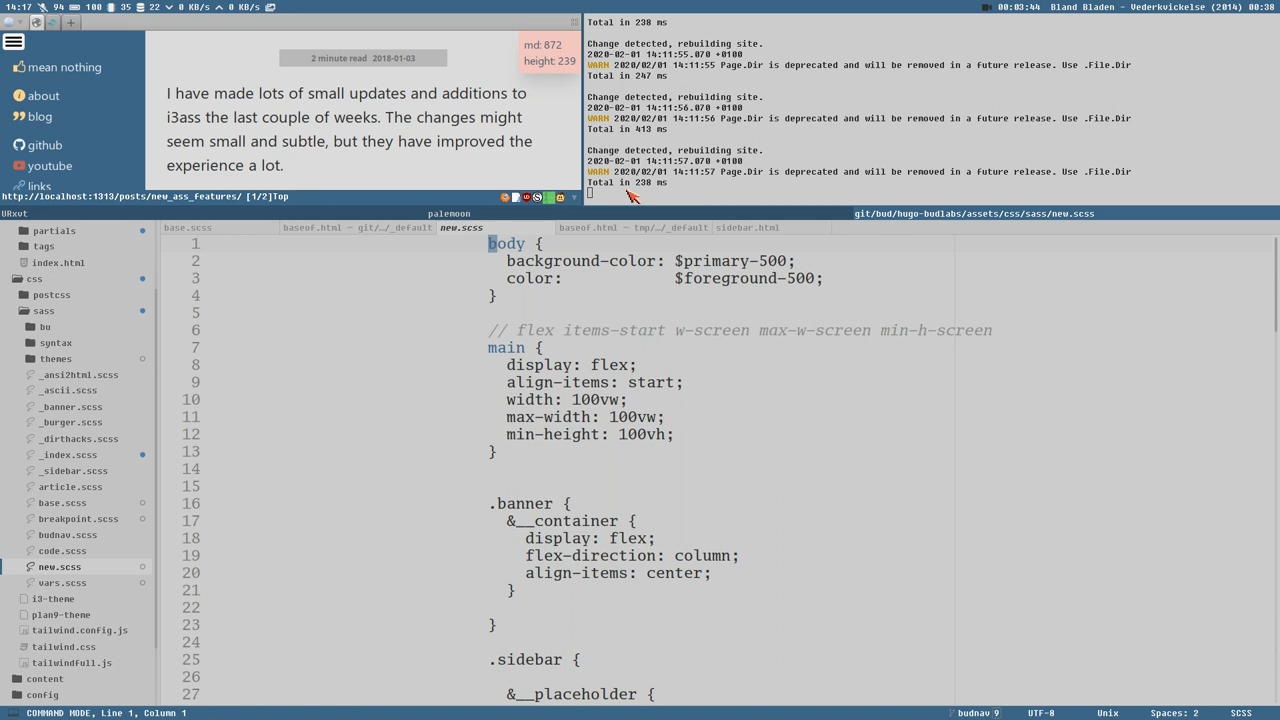 14:17 94 100 35 22 0 KB/s 0 KB/s
00:03:44 Bland Bladen - Vederkvickelse (2014) 00:38
mean nothing
about
blog
github
youtube
links
2 minute read 2018-01-03
md: 872
height: 239
I have made lots of small updates and additions to
i3ass the last couple of weeks. The changes might
seem small and subtle, but they have improved the
experience a lot.
http://localhost:1313/posts/new_ass_features/ [1/2]Top
Total in 238 ms
Change detected, rebuilding site.
2020-02-01 14:11:55.070 +0100
WARN 2020/02/01 14:11:55 Page.Dir is deprecated and will be removed in a future release. Use .File.Dir
Total in 247 ms
Change detected, rebuilding site.
2020-02-01 14:11:56.070 +0100
WARN 2020/02/01 14:11:56 Page.Dir is deprecated and will be removed in a future release. Use .File.Dir
Total in 413 ms
Change detected, rebuilding site.
2020-02-01 14:11:57.070 +0100
WARN 2020/02/01 14:11:57 Page.Dir is deprecated and will be removed in a future release. Use .File.Dir
Total in 238 ms
URxvt palemoon git/bud/hugo-budlabs/assets/css/sass/new.scss
base.scss baseof.html — git/…/_default new.scss baseof.html — tmp/…/_default sidebar.html
partials
tags
index.html
css
postcss
sass
bu
syntax
themes
_ansi2html.scss
_ascii.scss
_banner.scss
_burger.scss
_dirthacks.scss
_index.scss
_sidebar.scss
article.scss
base.scss
breakpoint.scss
budnav.scss
code.scss
new.scss
vars.scss
i3-theme
plan9-theme
tailwind.config.js
tailwind.css
tailwindfull.js
content
config
1 body {
2 background-color: $primary-500;
3 color: $foreground-500;
4 }
5
6 // flex items-start w-screen max-w-screen min-h-screen
7 main {
8 display: flex;
9 align-items: start;
10 width: 100vw;
11 max-width: 100vw;
12 min-height: 100vh;
13 }
14
15
16 .banner {
17 &__container {
18 display: flex;
19 flex-direction: column;
20 align-items: center;
21 }
22
23 }
24
25 .sidebar {
26
27 &__placeholder {
COMMAND MODE, Line 1, Column 1 budnav 9 UTF-8 Unix Spaces: 2 SCSS